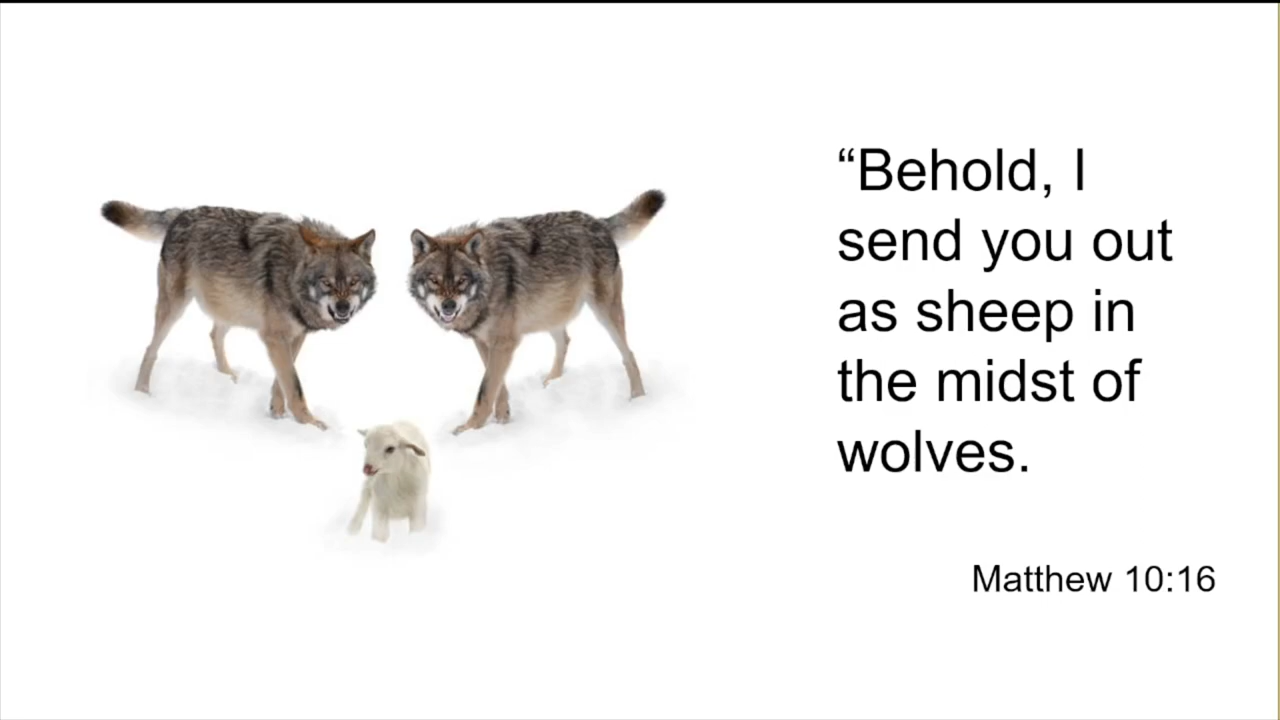 “Behold, I
send you out
as sheep in
the midst of
wolves.
Matthew 10:16